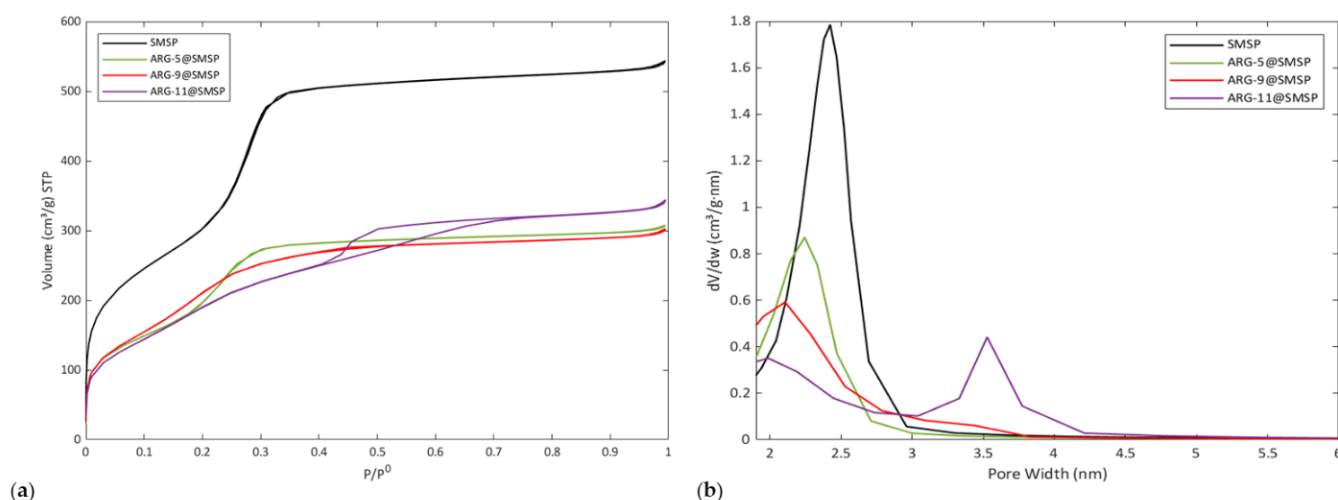 600
500
400
300
200
100
0
Volume (cm³/g) STP
SMSP
ARG-5@SMSP
ARG-9@SMSP
ARG-11@SMSP
0 0.1 0.2 0.3 0.4 0.5 0.6 0.7 0.8 0.9 1
P/P⁰
(a)
1.8
1.6
1.4
1.2
1
0.8
0.6
0.4
0.2
0
dV/dw (cm³/g·nm)
SMSP
ARG-5@SMSP
ARG-9@SMSP
ARG-11@SMSP
2 2.5 3 3.5 4 4.5 5 5.5 6
Pore Width (nm)
(b)